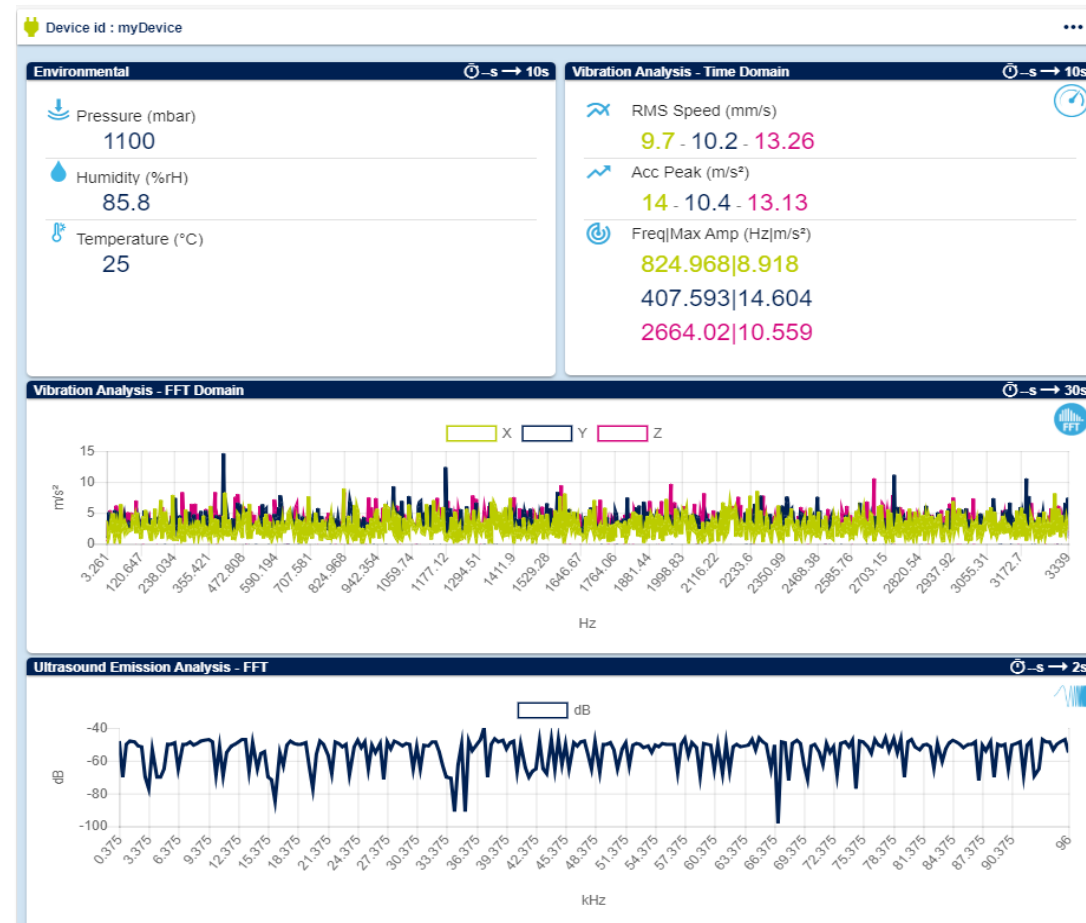 Device id : myDevice
Environmental --s → 10s
Pressure (mbar)
1100
Humidity (%rH)
85.8
Temperature (°C)
25
Vibration Analysis - Time Domain --s → 10s
RMS Speed (mm/s)
9.7 - 10.2 - 13.26
Acc Peak (m/s²)
14 - 10.4 - 13.13
Freq|Max Amp (Hz|m/s²)
824.968|8.918
407.593|14.604
2664.02|10.559
Vibration Analysis - FFT Domain --s → 30s
FFT
X Y Z
15
10
5
0
m/s²
3.261 120.647 238.034 355.421 472.808 590.194 707.581 824.968 942.354 1059.74 1177.12 1294.51 1411.9 1529.28 1646.67 1764.06 1881.44 1998.83 2116.22 2233.6 2350.99 2468.38 2585.76 2703.15 2820.54 2937.92 3055.31 3172.7 3339
Hz
Ultrasound Emission Analysis - FFT --s → 2s
dB
-40
-60
-80
-100
dB
0.375 3.375 6.375 9.375 12.375 15.375 18.375 21.375 24.375 27.375 30.375 33.375 36.375 39.375 42.375 45.375 48.375 51.375 54.375 57.375 60.375 63.375 66.375 69.375 72.375 75.375 78.375 81.375 84.375 87.375 90.375 96
kHz